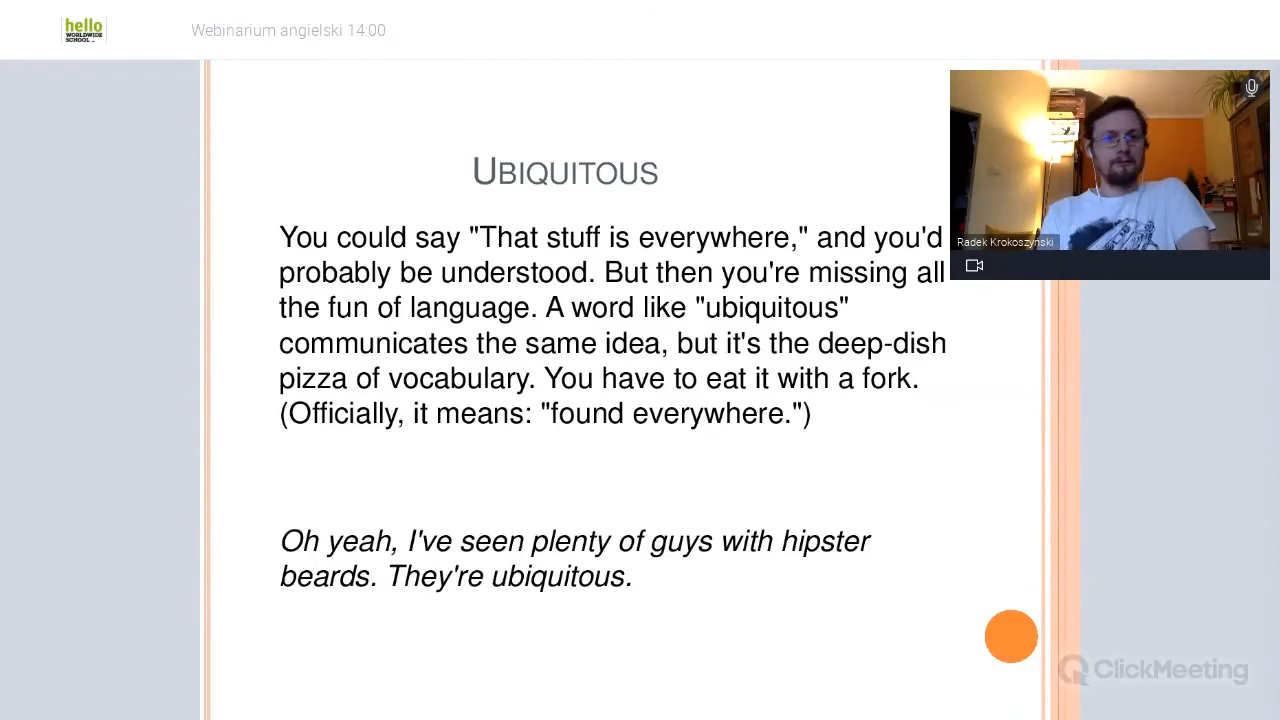 hello
WORLDWIDE
SCHOOL
Webinarium angielski 14:00
UBIQUITOUS
You could say "That stuff is everywhere," and you'd
probably be understood. But then you're missing all
the fun of language. A word like "ubiquitous"
communicates the same idea, but it's the deep-dish
pizza of vocabulary. You have to eat it with a fork.
(Officially, it means: "found everywhere.")
Oh yeah, I've seen plenty of guys with hipster
beards. They're ubiquitous.
Radek Krokoszyński
ClickMeeting